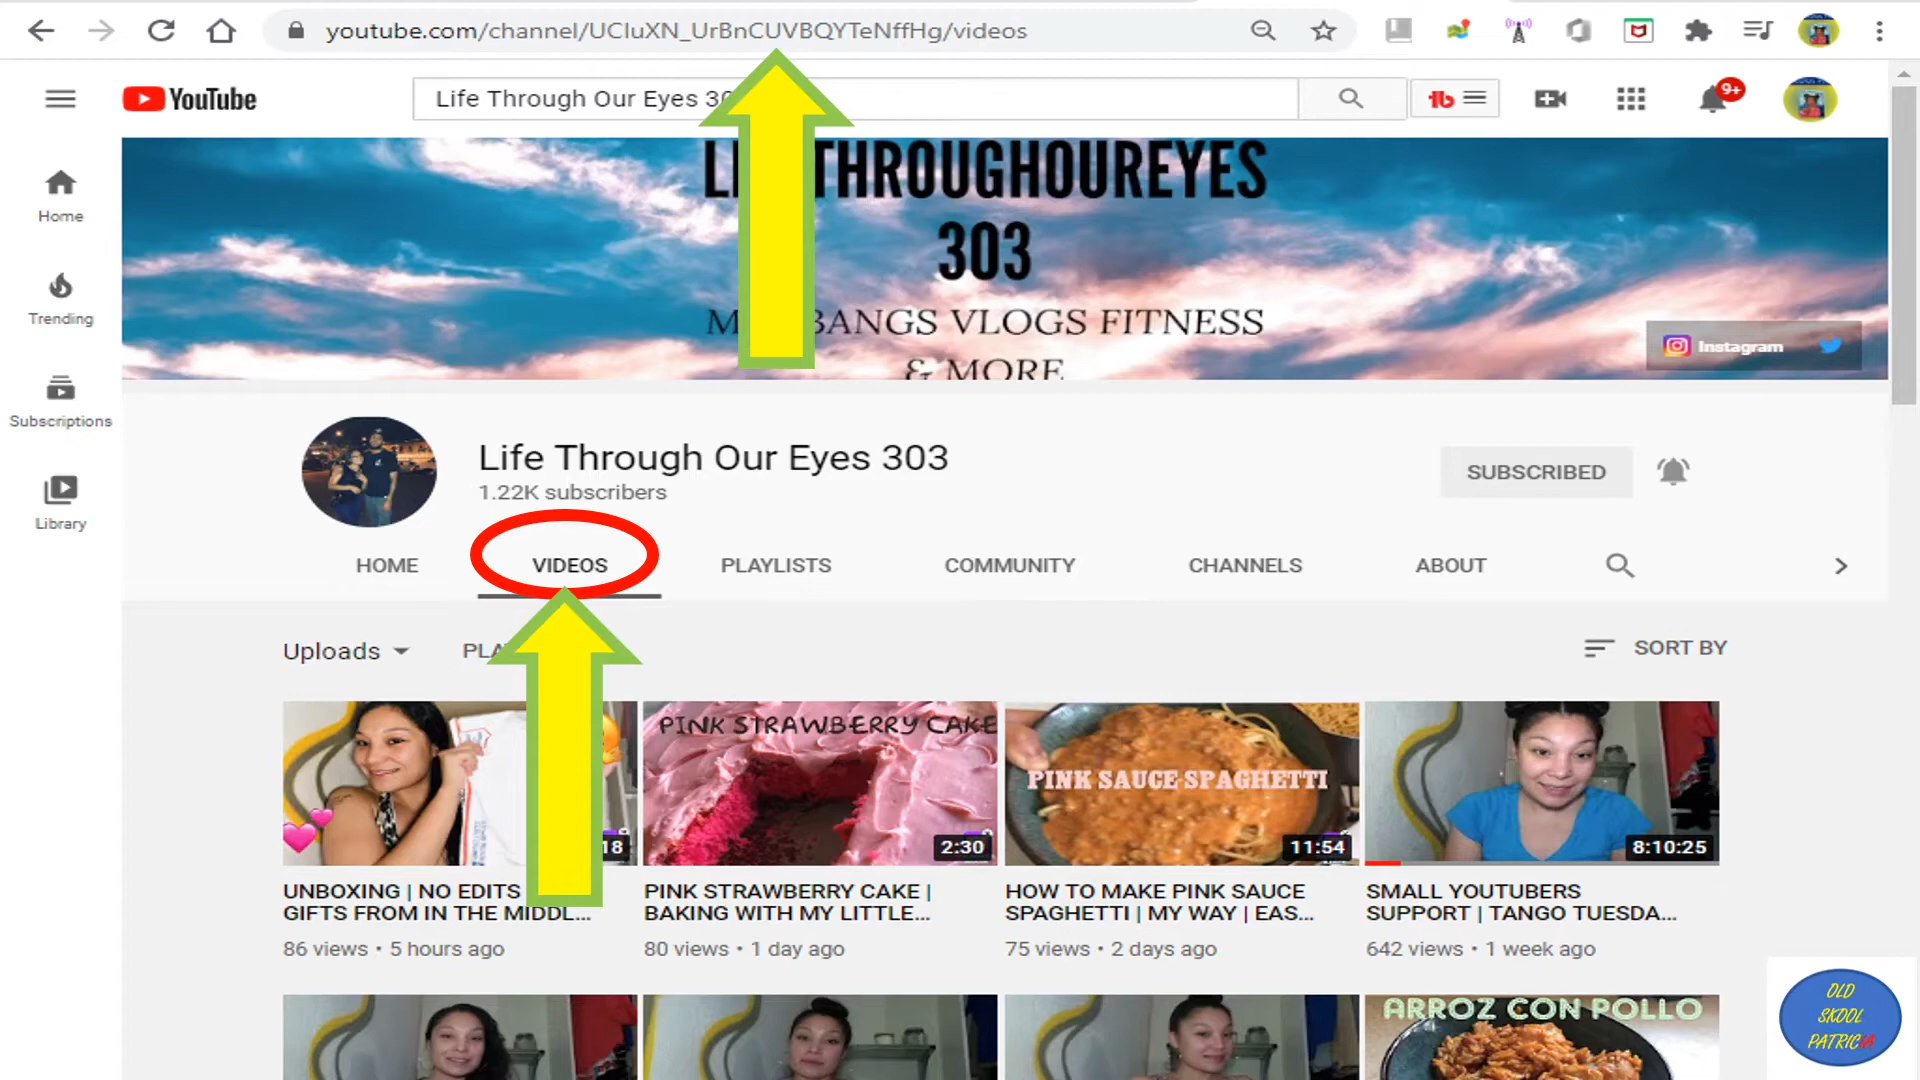 youtube.com/channel/UCIuXN_UrBnCUVBQYTeNffHg/videos
YouTube
Life Through Our Eyes
9+
THROUGHOUREYES
303
BANGS VLOGS FITNESS
& MORE
Instagram
Home
Trending
Subscriptions
Library
Life Through Our Eyes 303
1.22K subscribers
SUBSCRIBED
HOME VIDEOS PLAYLISTS COMMUNITY CHANNELS ABOUT
Uploads
SORT BY
PINK STRAWBERRY CAKE
PINK SAUCE SPAGHETTI
18
2:30
11:54
8:10:25
UNBOXING | NO EDITS
GIFTS FROM IN THE MIDDL...
86 views • 5 hours ago
PINK STRAWBERRY CAKE |
BAKING WITH MY LITTLE...
80 views • 1 day ago
HOW TO MAKE PINK SAUCE
SPAGHETTI | MY WAY | EAS...
75 views • 2 days ago
SMALL YOUTUBERS
SUPPORT | TANGO TUESDA...
642 views • 1 week ago
ARROZ CON POLLO
OLD
SKOOL
PATRICIA